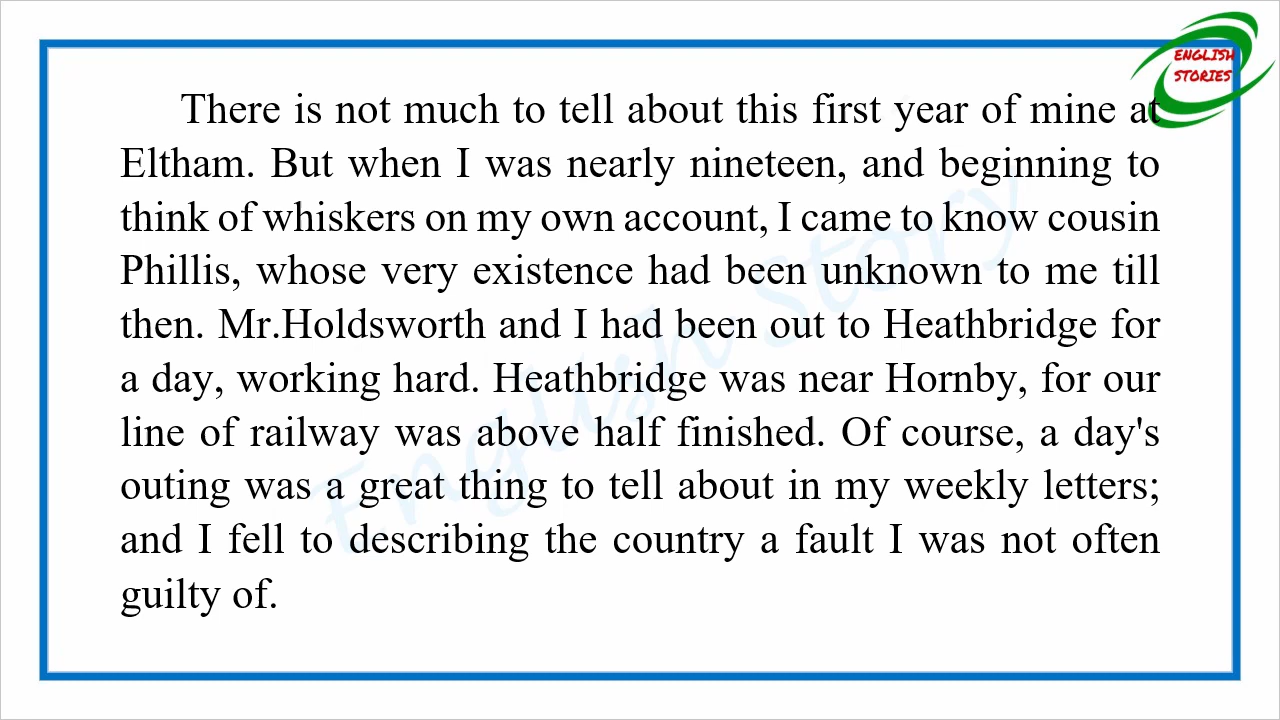 ENGLISH
STORIES
There is not much to tell about this first year of mine at
Eltham. But when I was nearly nineteen, and beginning to
think of whiskers on my own account, I came to know cousin
Phillis, whose very existence had been unknown to me till
then. Mr.Holdsworth and I had been out to Heathbridge for
a day, working hard. Heathbridge was near Hornby, for our
line of railway was above half finished. Of course, a day's
outing was a great thing to tell about in my weekly letters;
and I fell to describing the country a fault I was not often
guilty of.
English Story